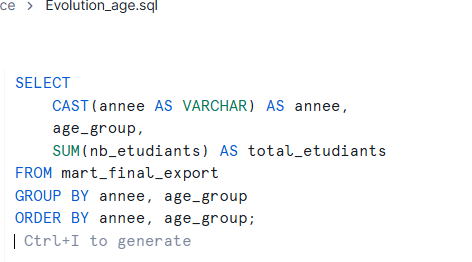 ce > Evolution_age.sql
SELECT
CAST(annee AS VARCHAR) AS annee,
age_group,
SUM(nb_etudiants) AS total_etudiants
FROM mart_final_export
GROUP BY annee, age_group
ORDER BY annee, age_group;
Ctrl+I to generate